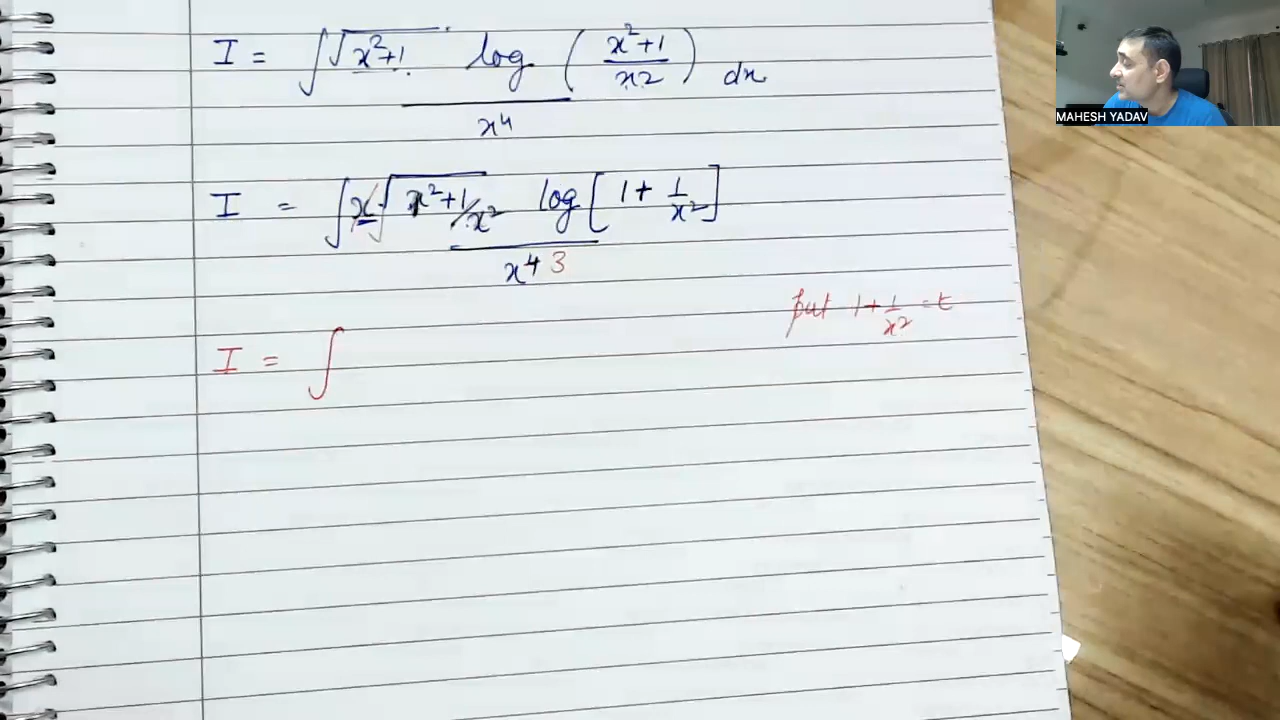 I = ∫ √x²+1 log (x²+1/x2) dx
x⁴
I = ∫ x √x²+1/x² log [1 + 1/x²]
x⁴ 3
put 1 + 1/x² = t
I = ∫
MAHESH YADAV